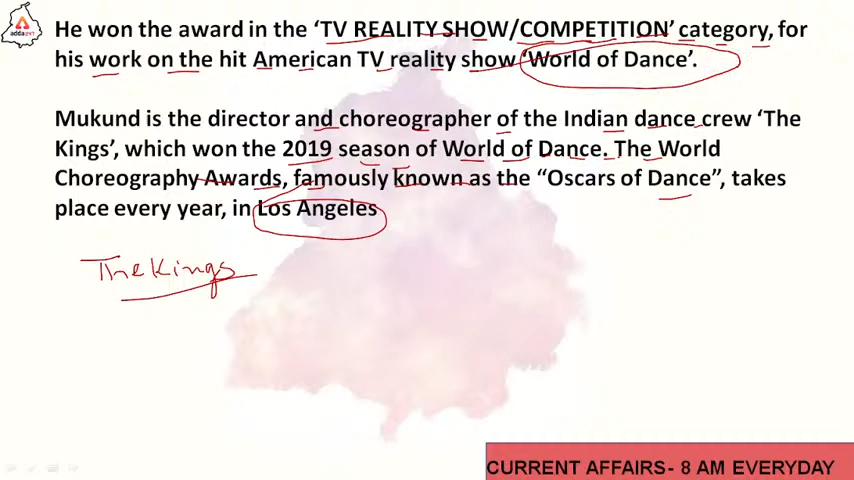 He won the award in the ‘TV REALITY SHOW/COMPETITION’ category, for
his work on the hit American TV reality show ‘World of Dance’.
Mukund is the director and choreographer of the Indian dance crew ‘The
Kings’, which won the 2019 season of World of Dance. The World
Choreography Awards, famously known as the “Oscars of Dance”, takes
place every year, in Los Angeles
The Kings
CURRENT AFFAIRS- 8 AM EVERYDAY
adda247